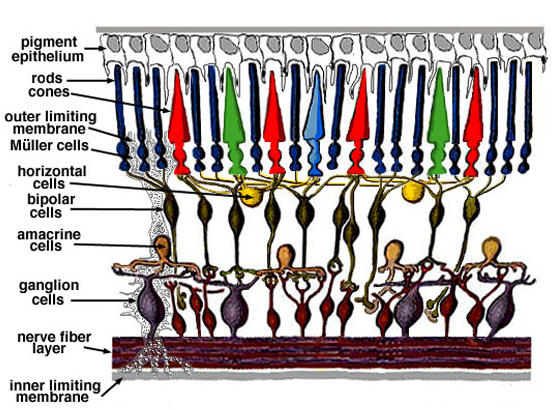 pigment
epithelium
rods
cones
outer limiting
membrane
Müller cells
horizontal
cells
bipolar
cells
amacrine
cells
ganglion
cells
nerve fiber
layer
inner limiting
membrane